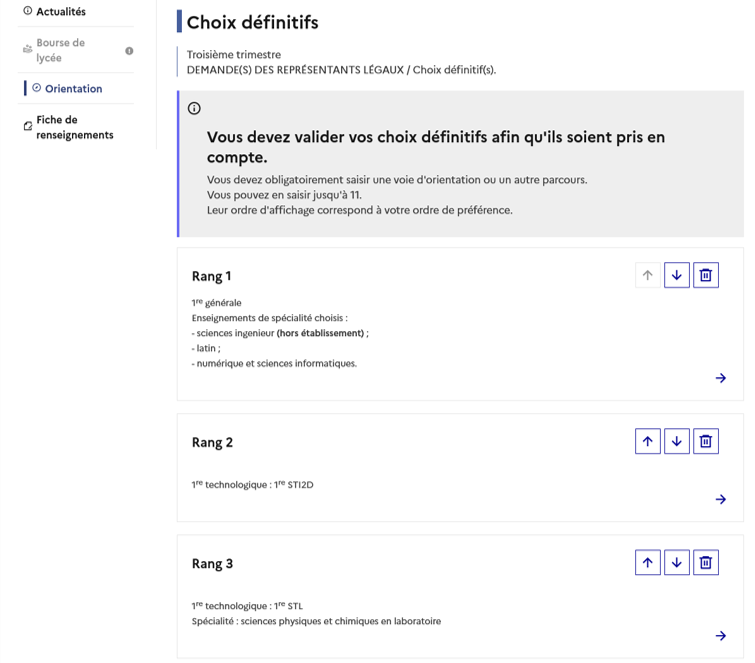 Actualités
Bourse de
lycée
Orientation
Fiche de
renseignements
Choix définitifs
Troisième trimestre
DEMANDE(S) DES REPRÉSENTANTS LÉGAUX / Choix définitif(s).
Vous devez valider vos choix définitifs afin qu'ils soient pris en
compte.
Vous devez obligatoirement saisir une voie d'orientation ou un autre parcours.
Vous pouvez en saisir jusqu'à 11.
Leur ordre d'affichage correspond à votre ordre de préférence.
Rang 1
1re générale
Enseignements de spécialité choisis :
- sciences ingenieur (hors établissement) ;
- latin ;
- numérique et sciences informatiques.
Rang 2
1re technologique : 1re STI2D
Rang 3
1re technologique : 1re STL
Spécialité : sciences physiques et chimiques en laboratoire